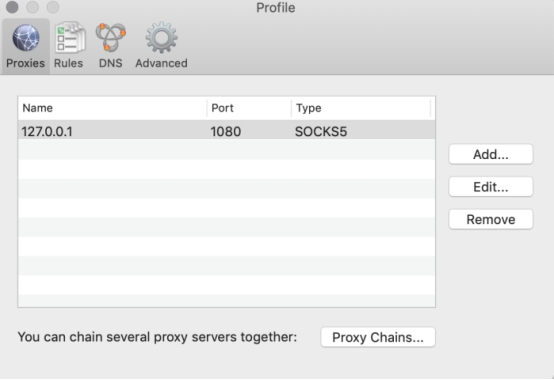 Profile
Proxies Rules DNS Advanced
Name Port Type
127.0.0.1 1080 SOCKS5
Add...
Edit...
Remove
You can chain several proxy servers together: Proxy Chains...